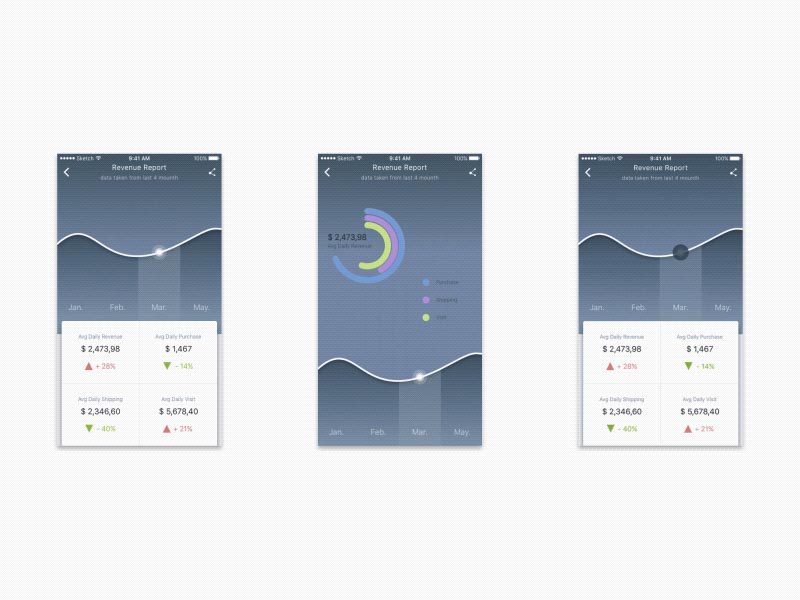 ●●●●● Sketch 9:41 AM 100%
Revenue Report
data taken from last 4 mounth
Jan. Feb. Mar. May.
Avg Daily Revenue Avg Daily Purchase
$ 2,473,98 $ 1,467
+ 28% - 14%
Avg Daily Shipping Avg Daily Visit
$ 2,346,60 $ 5,678,40
- 40% + 21%
●●●●● Sketch 9:41 AM 100%
Revenue Report
data taken from last 4 mounth
$ 2,473,98
Avg Daily Revenue
Purchase
Shipping
Visit
Jan. Feb. Mar. May.
●●●●● Sketch 9:41 AM 100%
Revenue Report
data taken from last 4 mounth
Jan. Feb. Mar. May.
Avg Daily Revenue Avg Daily Purchase
$ 2,473,98 $ 1,467
+ 28% - 14%
Avg Daily Shipping Avg Daily Visit
$ 2,346,60 $ 5,678,40
- 40% + 21%